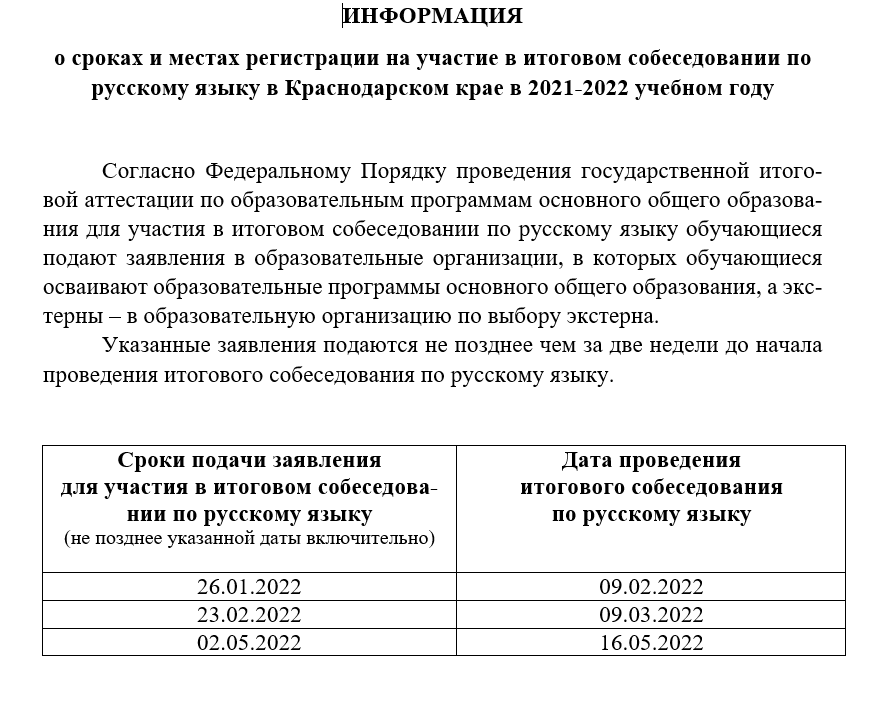 ИНФОРМАЦИЯ
о сроках и местах регистрации на участие в итоговом собеседовании по
русскому языку в Краснодарском крае в 2021-2022 учебном году
Согласно Федеральному Порядку проведения государственной итого-
вой аттестации по образовательным программам основного общего образова-
ния для участия в итоговом собеседовании по русскому языку обучающиеся
подают заявления в образовательные организации, в которых обучающиеся
осваивают образовательные программы основного общего образования, а экс-
терны – в образовательную организацию по выбору экстерна.
Указанные заявления подаются не позднее чем за две недели до начала
проведения итогового собеседования по русскому языку.
Сроки подачи заявления
для участия в итоговом собеседова-
нии по русскому языку
(не позднее указанной даты включительно)
Дата проведения
итогового собеседования
по русскому языку
26.01.2022 09.02.2022
23.02.2022 09.03.2022
02.05.2022 16.05.2022